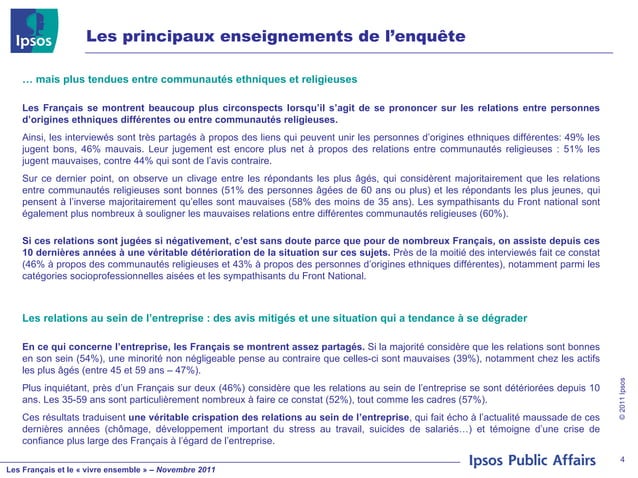 Ipsos
Les principaux enseignements de l’enquête
… mais plus tendues entre communautés ethniques et religieuses
Les Français se montrent beaucoup plus circonspects lorsqu’il s’agit de se prononcer sur les relations entre personnes
d’origines ethniques différentes ou entre communautés religieuses.
Ainsi, les interviewés sont très partagés à propos des liens qui peuvent unir les personnes d’origines ethniques différentes: 49% les
jugent bons, 46% mauvais. Leur jugement est encore plus net à propos des relations entre communautés religieuses : 51% les
jugent mauvaises, contre 44% qui sont de l’avis contraire.
Sur ce dernier point, on observe un clivage entre les répondants les plus âgés, qui considèrent majoritairement que les relations
entre communautés religieuses sont bonnes (51% des personnes âgées de 60 ans ou plus) et les répondants les plus jeunes, qui
pensent à l’inverse majoritairement qu’elles sont mauvaises (58% des moins de 35 ans). Les sympathisants du Front national sont
également plus nombreux à souligner les mauvaises relations entre différentes communautés religieuses (60%).
Si ces relations sont jugées si négativement, c’est sans doute parce que pour de nombreux Français, on assiste depuis ces
10 dernières années à une véritable détérioration de la situation sur ces sujets. Près de la moitié des interviewés fait ce constat
(46% à propos des communautés religieuses et 43% à propos des personnes d’origines ethniques différentes), notamment parmi les
catégories socioprofessionnelles aisées et les sympathisants du Front National.
Les relations au sein de l’entreprise : des avis mitigés et une situation qui a tendance à se dégrader
En ce qui concerne l’entreprise, les Français se montrent assez partagés. Si la majorité considère que les relations sont bonnes
en son sein (54%), une minorité non négligeable pense au contraire que celles-ci sont mauvaises (39%), notamment chez les actifs
les plus âgés (entre 45 et 59 ans – 47%).
Plus inquiétant, près d’un Français sur deux (46%) considère que les relations au sein de l’entreprise se sont détériorées depuis 10
ans. Les 35-59 ans sont particulièrement nombreux à faire ce constat (52%), tout comme les cadres (57%).
Ces résultats traduisent une véritable crispation des relations au sein de l’entreprise, qui fait écho à l’actualité maussade de ces
dernières années (chômage, développement important du stress au travail, suicides de salariés…) et témoigne d’une crise de
confiance plus large des Français à l’égard de l’entreprise.
© 2011 Ipsos
Ipsos Public Affairs
4
Les Français et le « vivre ensemble » – Novembre 2011